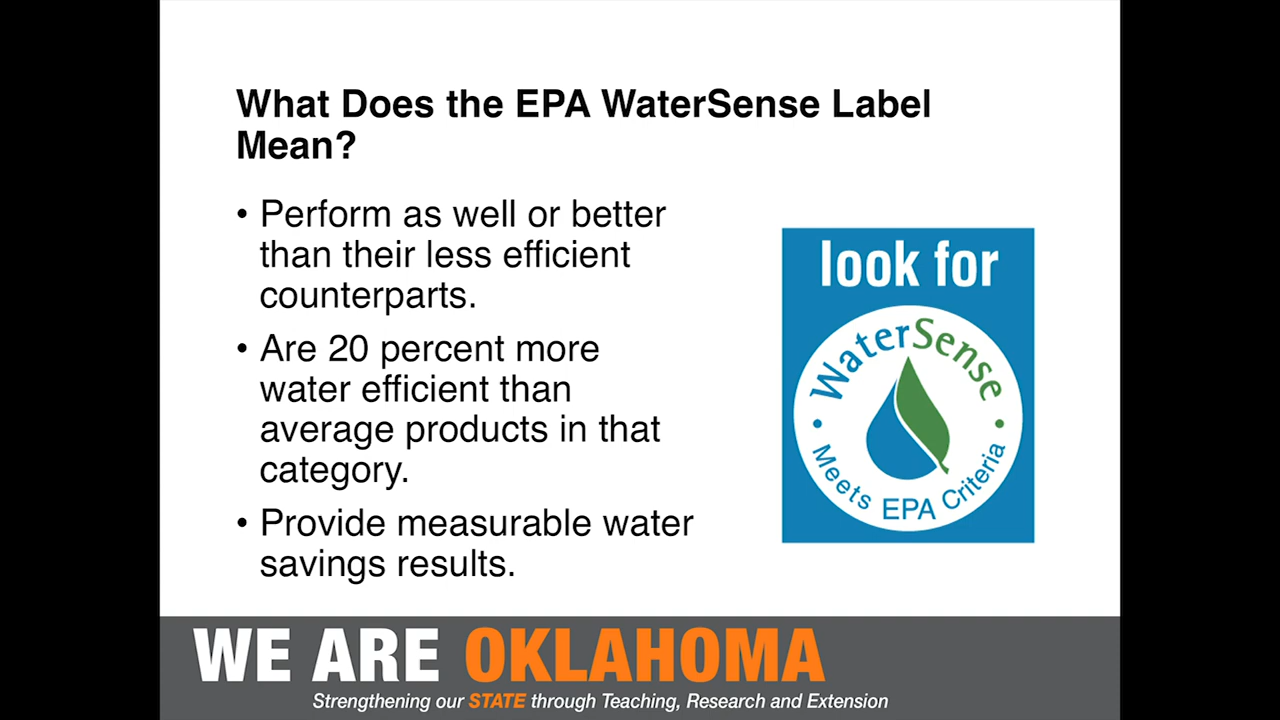 What Does the EPA WaterSense Label
Mean?
• Perform as well or better
than their less efficient
counterparts.
• Are 20 percent more
water efficient than
average products in that
category.
• Provide measurable water
savings results.
look for
WaterSense
• Meets EPA Criteria •
WE ARE OKLAHOMA
Strengthening our STATE through Teaching, Research and Extension